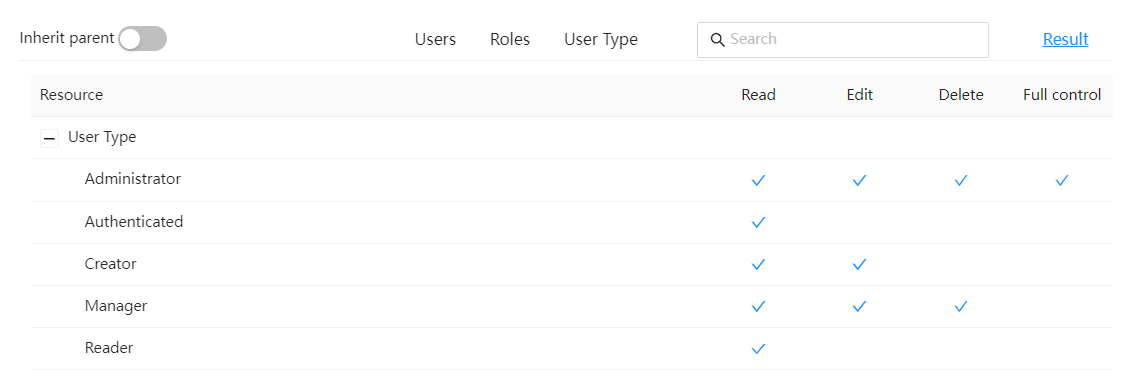 Inherit parent Users Roles User Type Search Result
Resource Read Edit Delete Full control
User Type
Administrator
Authenticated
Creator
Manager
Reader